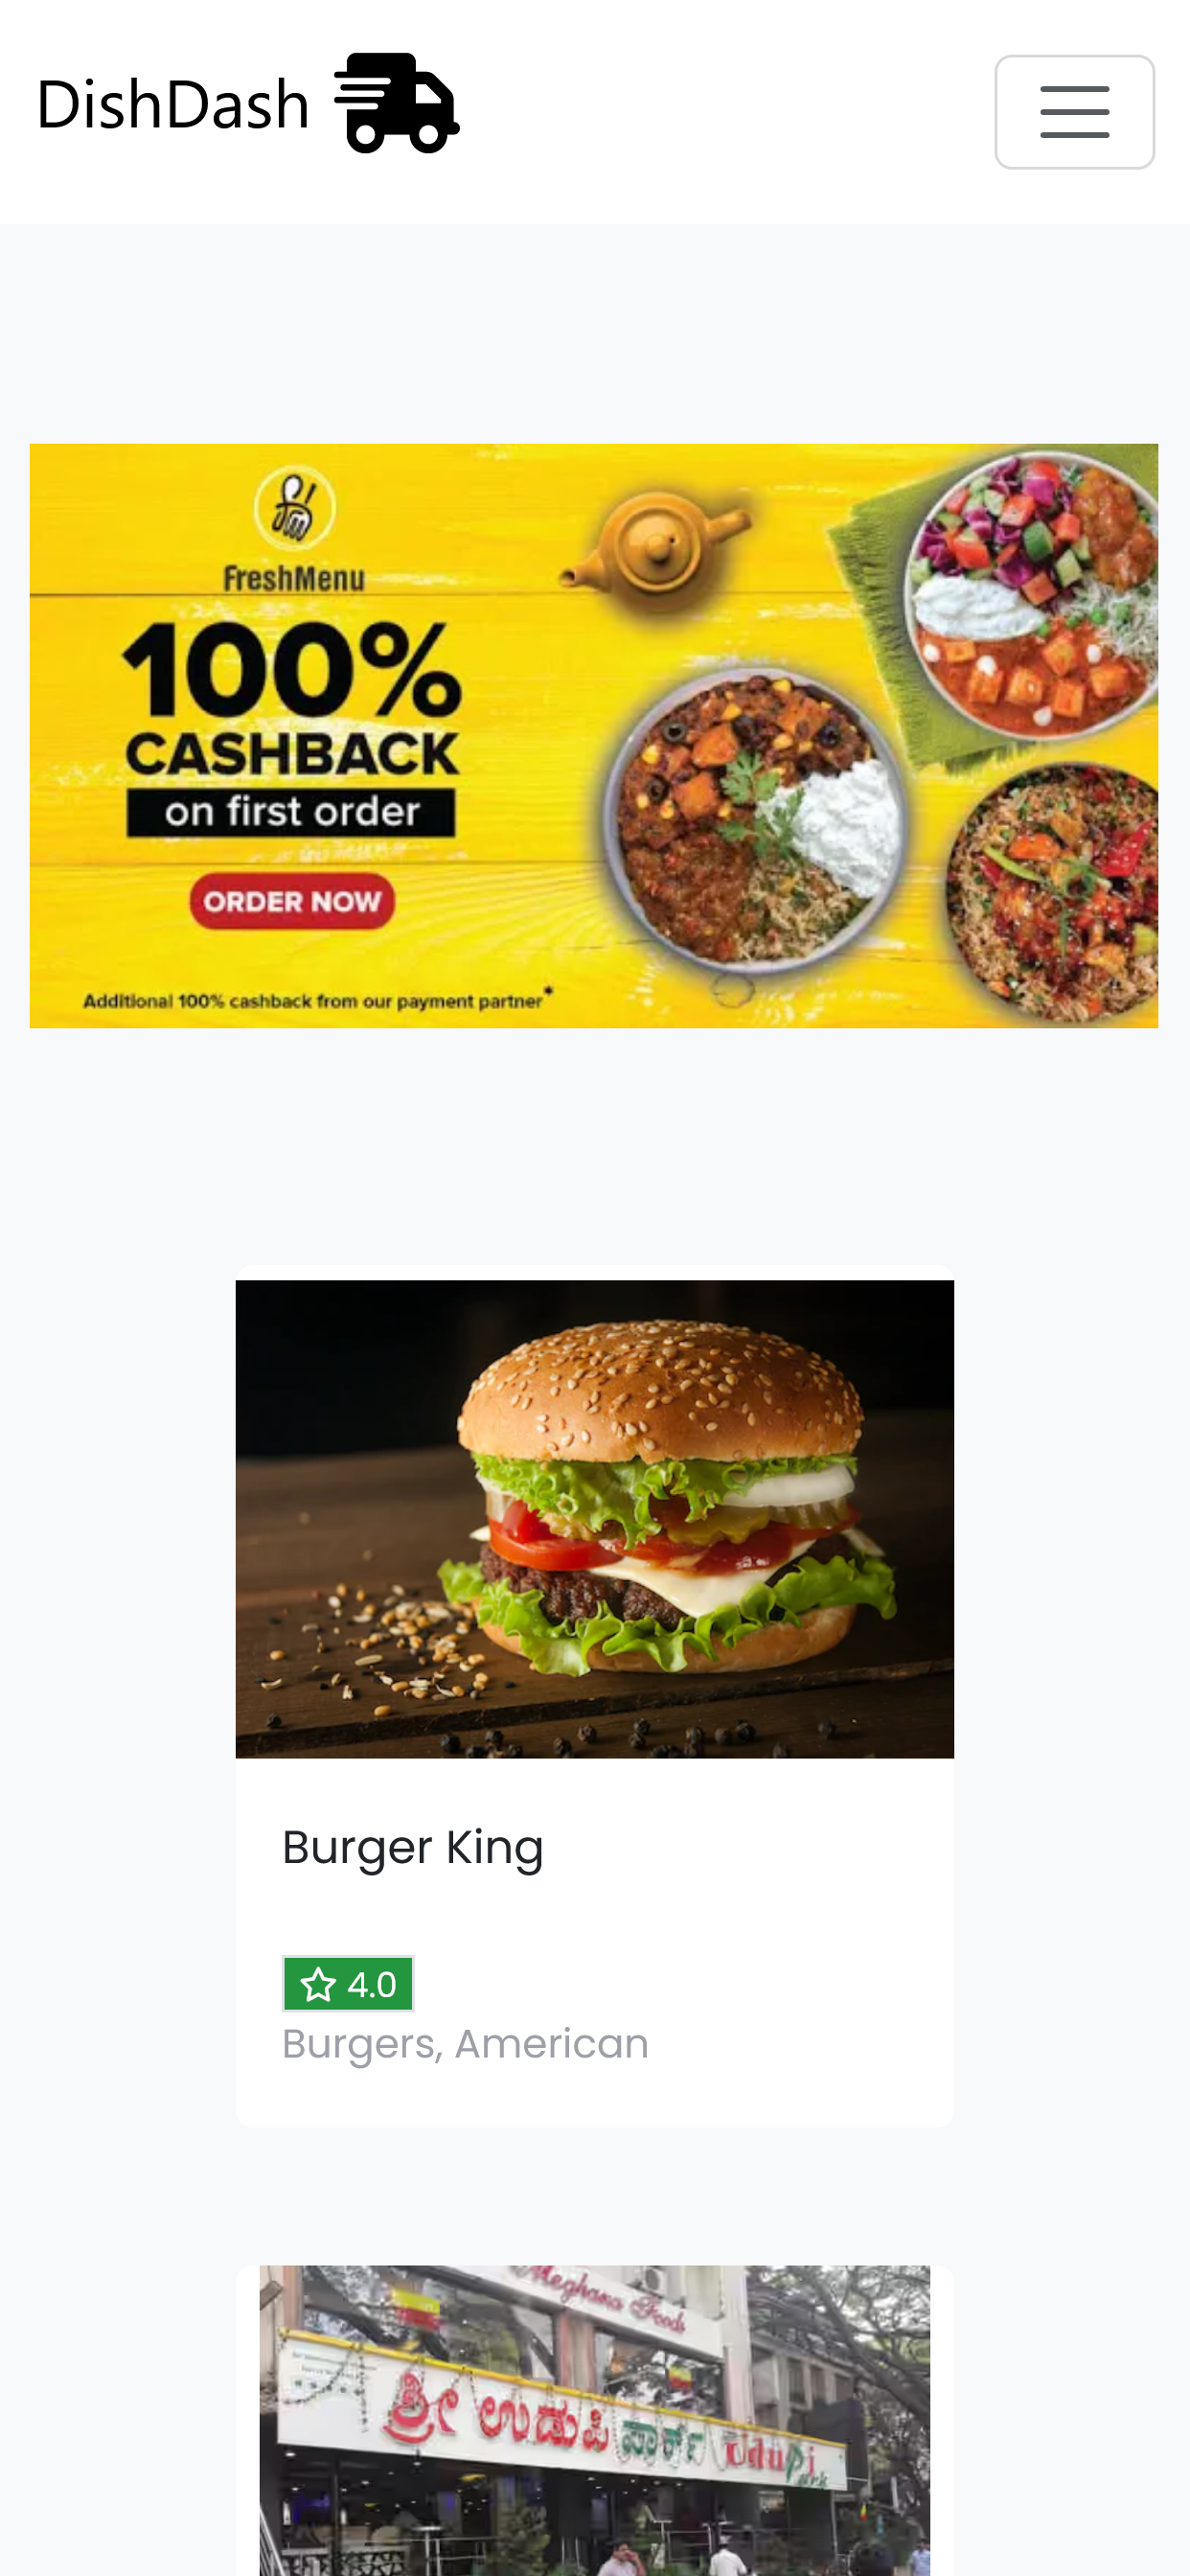 DishDash
FreshMenu
100%
CASHBACK
on first order
ORDER NOW
Additional 100% cashback from our payment partner*
Burger King
4.0
Burgers, American
Meghana Foods
ಶ್ರೀ ಉಡುಪಿ ಪಾರ್ಕ್ Udupi
Park